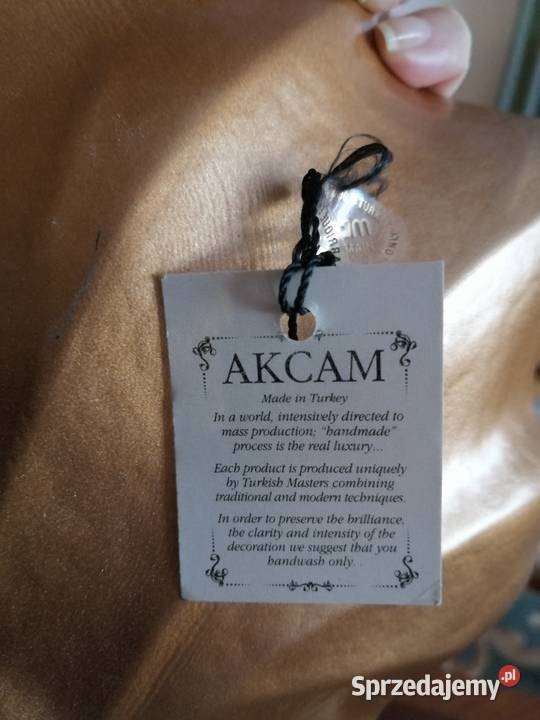 AKCAM
Made in Turkey
In a world, intensively directed to
mass production; "handmade"
process is the real luxury...
Each product is produced uniquely
by Turkish Masters combining
traditional and modern techniques.
In order to preserve the brilliance,
the clarity and intensity of the
decoration we suggest that you
handwash only...
Sprzedajemy.pl